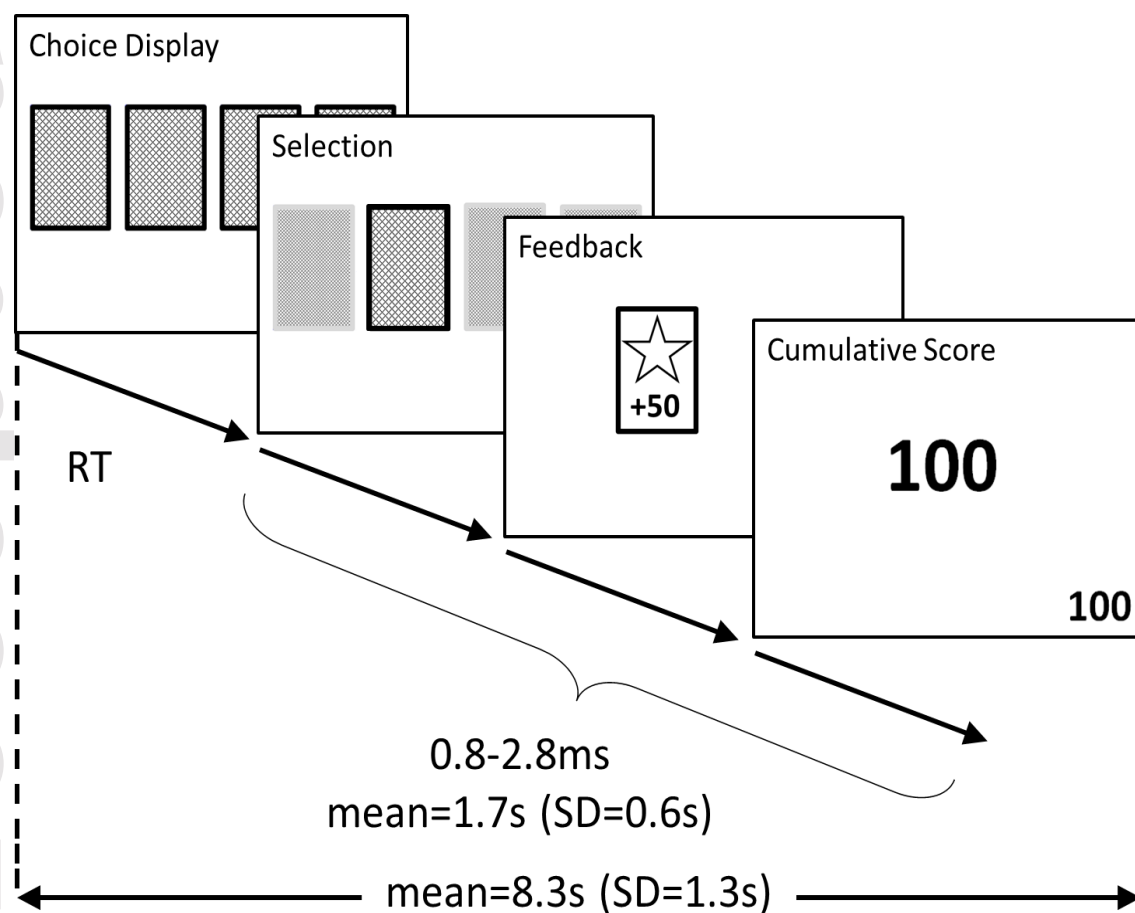 Choice Display
Selection
Feedback
+50
Cumulative Score
100
100
RT
0.8-2.8ms
mean=1.7s (SD=0.6s)
mean=8.3s (SD=1.3s)